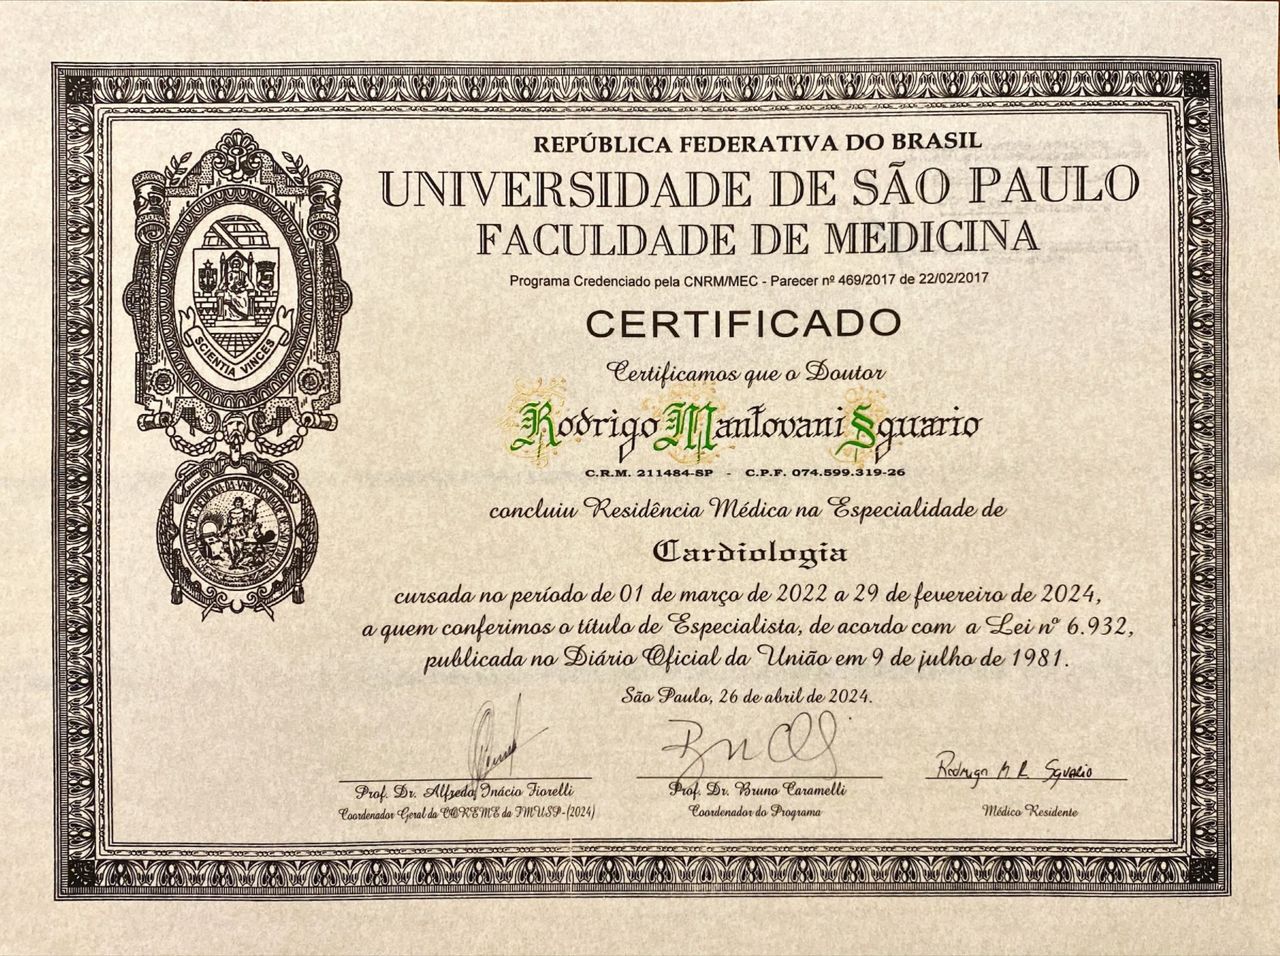 REPÚBLICA FEDERATIVA DO BRASIL
UNIVERSIDADE DE SÃO PAULO
FACULDADE DE MEDICINA
Programa Credenciado pela CNRM/MEC - Parecer nº 469/2017 de 22/02/2017
CERTIFICADO
Certificamos que o Doutor
Rodrigo Mantovani Sguario
C.R.M. 211484-SP - C.P.F. 074.599.319-26
concluiu Residência Médica na Especialidade de
Cardiologia
cursada no período de 01 de março de 2022 a 29 de fevereiro de 2024,
a quem conferimos o título de Especialista, de acordo com a Lei nº 6.932,
publicada no Diário Oficial da União em 9 de julho de 1981.
São Paulo, 26 de abril de 2024.
Rodrigo M R Sguario
Prof. Dr. Alfredo Inácio Fiorelli
Coordenador Geral da COREME da FMUSP-(2024)
Prof. Dr. Bruno Caramelli
Coordenador do Programa
Médico Residente
SCIENTIA VINCES